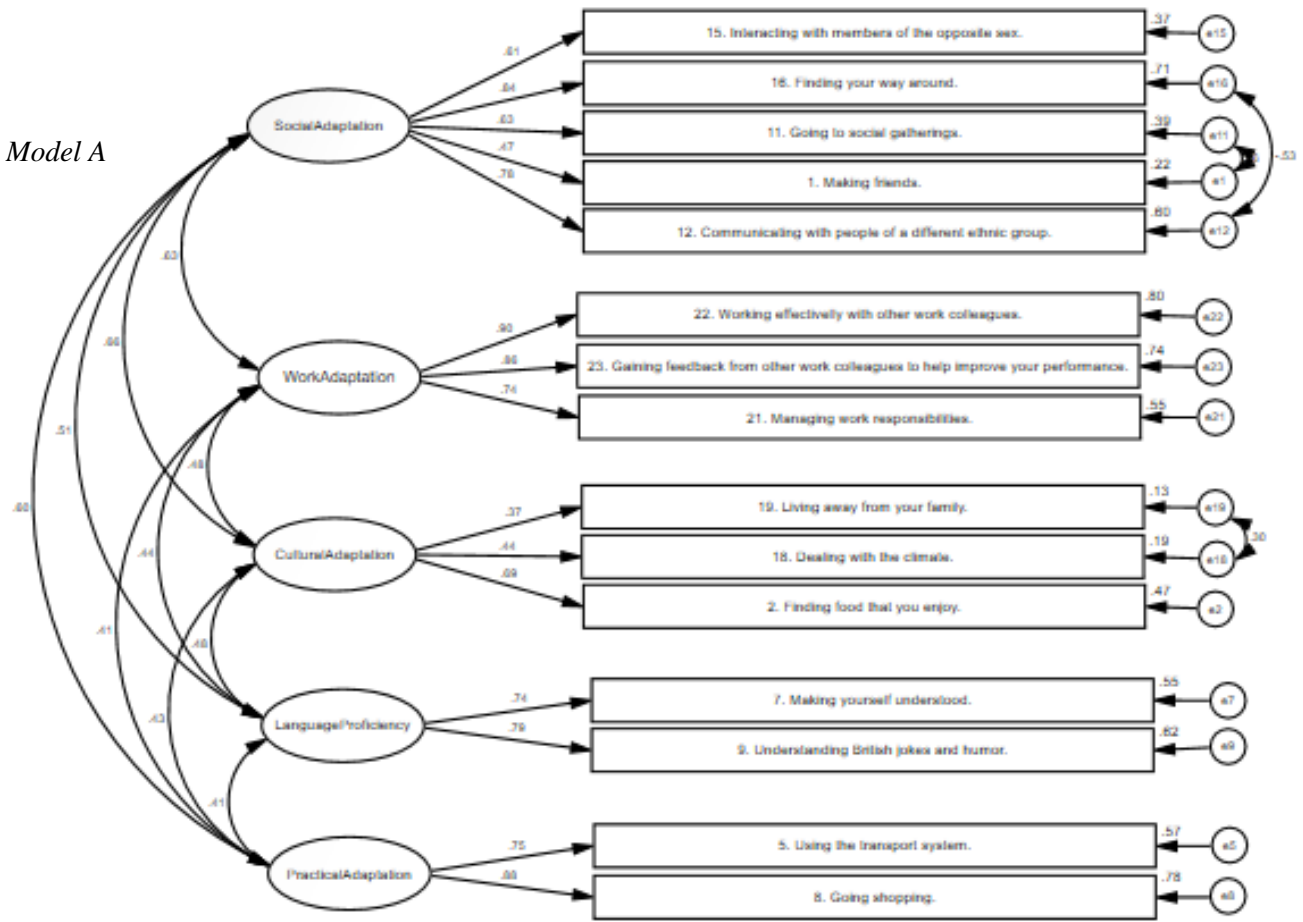 Model A
SocialAdaptation
.61
.84
.63
.47
.78
15. Interacting with members of the opposite sex.
.37
e15
16. Finding your way around.
.71
e16
11. Going to social gatherings.
.39
e11
1. Making friends.
.22
e1
12. Communicating with people of a different ethnic group.
.60
e12
-.53
.63
.66
.51
WorkAdaptation
.90
.86
.74
22. Working effectively with other work colleagues.
.80
e22
23. Gaining feedback from other work colleagues to help improve your performance.
.74
e23
21. Managing work responsibilities.
.55
e21
.48
.44
.41
CulturalAdaptation
.37
.44
.69
19. Living away from your family.
.13
e19
18. Dealing with the climate.
.19
e18
.30
2. Finding food that you enjoy.
.47
e2
.48
.43
LanguageProficiency
.74
.79
7. Making yourself understood.
.55
e7
9. Understanding British jokes and humor.
.62
e9
.41
PracticalAdaptation
.75
.88
5. Using the transport system.
.57
e5
8. Going shopping.
.78
e8